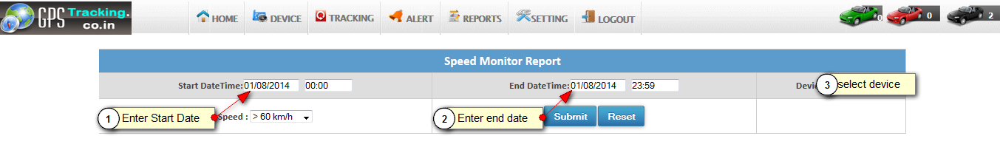 GPS Tracking.
co.in
HOME DEVICE TRACKING ALERT REPORTS SETTING LOGOUT
0 0 2
Speed Monitor Report
Start DateTime: 01/08/2014 00:00 End DateTime: 01/08/2014 23:59 3 select device
1 Enter Start Date Speed : > 60 km/h 2 Enter end date Submit Reset